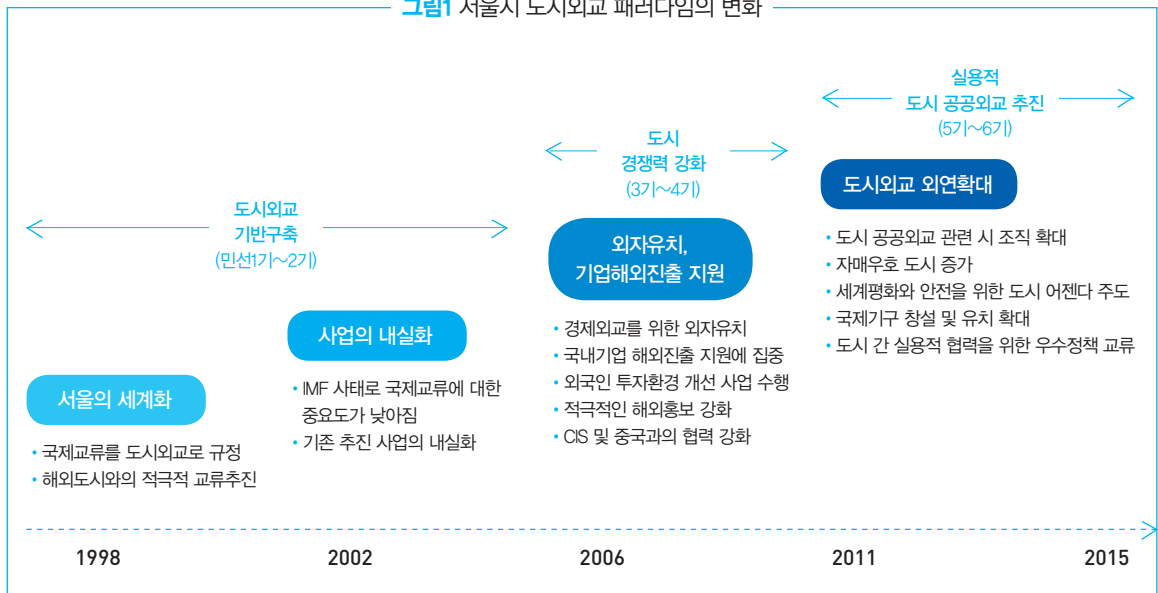 그림1 서울시 도시외교 패러다임의 변화
실용적
도시 공공외교 추진
(5기~6기)
도시
경쟁력 강화
(3기~4기)
도시외교 외연확대
도시외교
기반구축
(민선1기~2기)
외자유치,
기업해외진출 지원
• 도시 공공외교 관련 시 조직 확대
• 자매우호 도시 증가
• 세계평화와 안전을 위한 도시 어젠다 주도
• 국제기구 창설 및 유치 확대
• 도시 간 실용적 협력을 위한 우수정책 교류
사업의 내실화
• 경제외교를 위한 외자유치
• 국내기업 해외진출 지원에 집중
• 외국인 투자환경 개선 사업 수행
• 적극적인 해외홍보 강화
• CIS 및 중국과의 협력 강화
서울의 세계화
• IMF 사태로 국제교류에 대한
중요도가 낮아짐
• 기존 추진 사업의 내실화
• 국제교류를 도시외교로 규정
• 해외도시와의 적극적 교류추진
1998 2002 2006 2011 2015